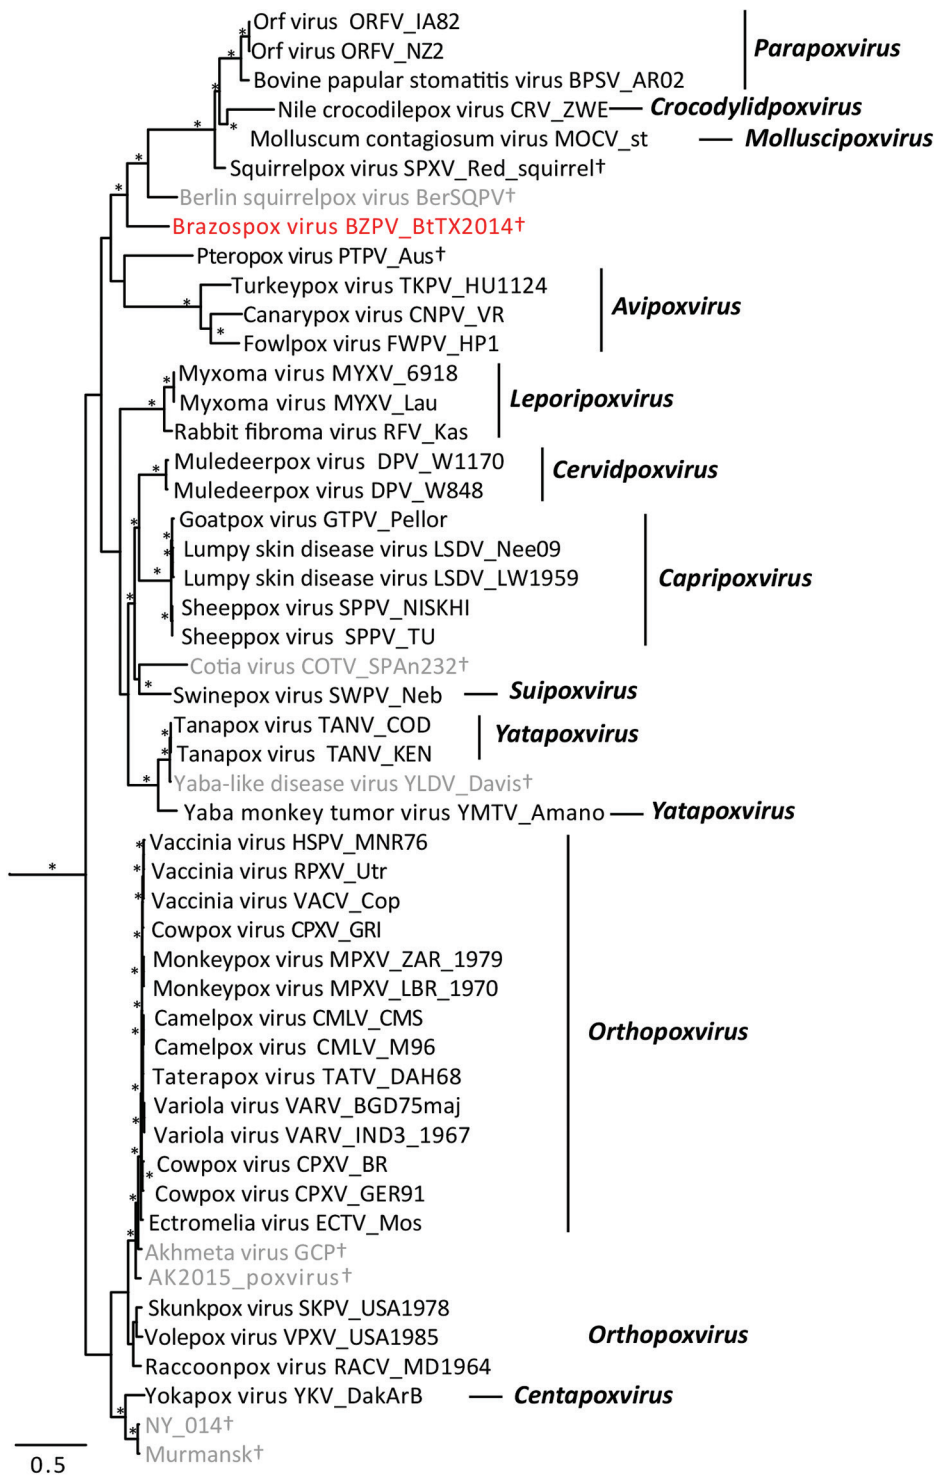 Orf virus ORFV_IA82
Orf virus ORFV_NZ2
Parapoxvirus
Bovine papular stomatitis virus BPSV_AR02
Nile crocodilepox virus CRV_ZWE Crocodylidpoxvirus
Molluscum contagiosum virus MOCV_st Molluscipoxvirus
Squirrelpox virus SPXV_Red_squirrel†
Berlin squirrelpox virus BerSQPV†
Brazospox virus BZPV_BtTX2014†
Pteropox virus PTPV_Aus†
Turkeypox virus TKPV_HU1124
Canarypox virus CNPV_VR Avipoxvirus
Fowlpox virus FWPV_HP1
Myxoma virus MYXV_6918
Myxoma virus MYXV_Lau Leporipoxvirus
Rabbit fibroma virus RFV_Kas
Muledeerpox virus DPV_W1170
Cervidpoxvirus
Muledeerpox virus DPV_W848
Goatpox virus GTPV_Pellor
Lumpy skin disease virus LSDV_Nee09
Lumpy skin disease virus LSDV_LW1959 Capripoxvirus
Sheeppox virus SPPV_NISKHI
Sheeppox virus SPPV_TU
Cotia virus COTV_SPAn232†
Swinepox virus SWPV_Neb Suipoxvirus
Tanapox virus TANV_COD
Yatapoxvirus
Tanapox virus TANV_KEN
Yaba-like disease virus YLDV_Davis†
Yaba monkey tumor virus YMTV_Amano Yatapoxvirus
Vaccinia virus HSPV_MNR76
Vaccinia virus RPXV_Utr
Vaccinia virus VACV_Cop
Cowpox virus CPXV_GRI
Monkeypox virus MPXV_ZAR_1979
Monkeypox virus MPXV_LBR_1970
Camelpox virus CMLV_CMS
Orthopoxvirus
Camelpox virus CMLV_M96
Taterapox virus TATV_DAH68
Variola virus VARV_BGD75maj
Variola virus VARV_IND3_1967
Cowpox virus CPXV_BR
Cowpox virus CPXV_GER91
Ectromelia virus ECTV_Mos
Akhmeta virus GCP†
AK2015_poxvirus†
Skunkpox virus SKPV_USA1978
Volepox virus VPXV_USA1985 Orthopoxvirus
Raccoonpox virus RACV_MD1964
Yokapox virus YKV_DakArB Centapoxvirus
NY_014†
Murmansk†
0.5